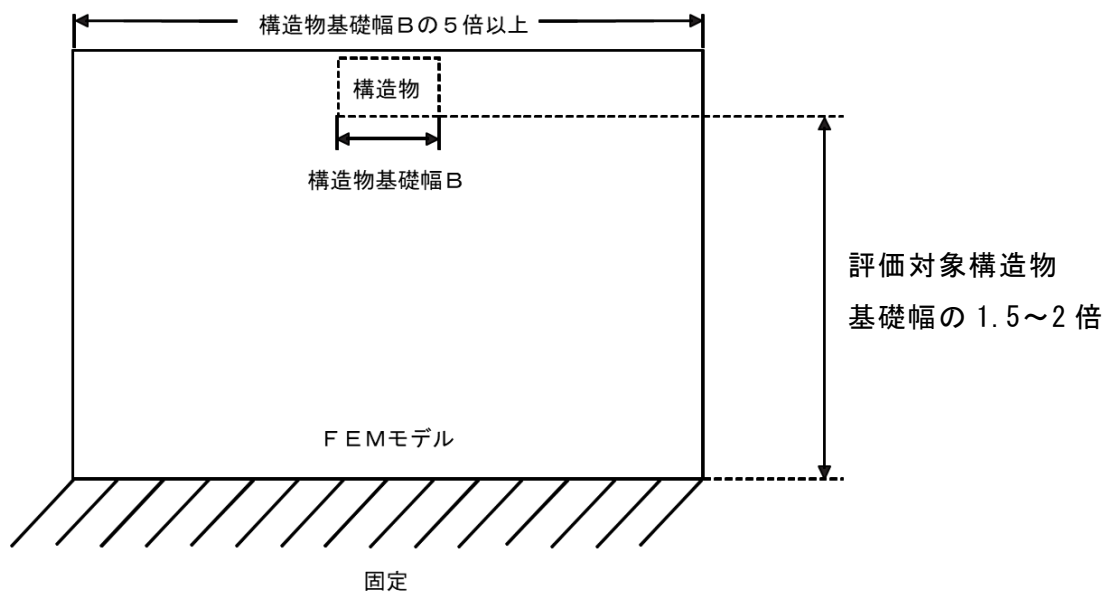 構造物基礎幅Ｂの５倍以上
構造物
構造物基礎幅Ｂ
評価対象構造物
基礎幅の 1.5～2 倍
ＦＥＭモデル
固定